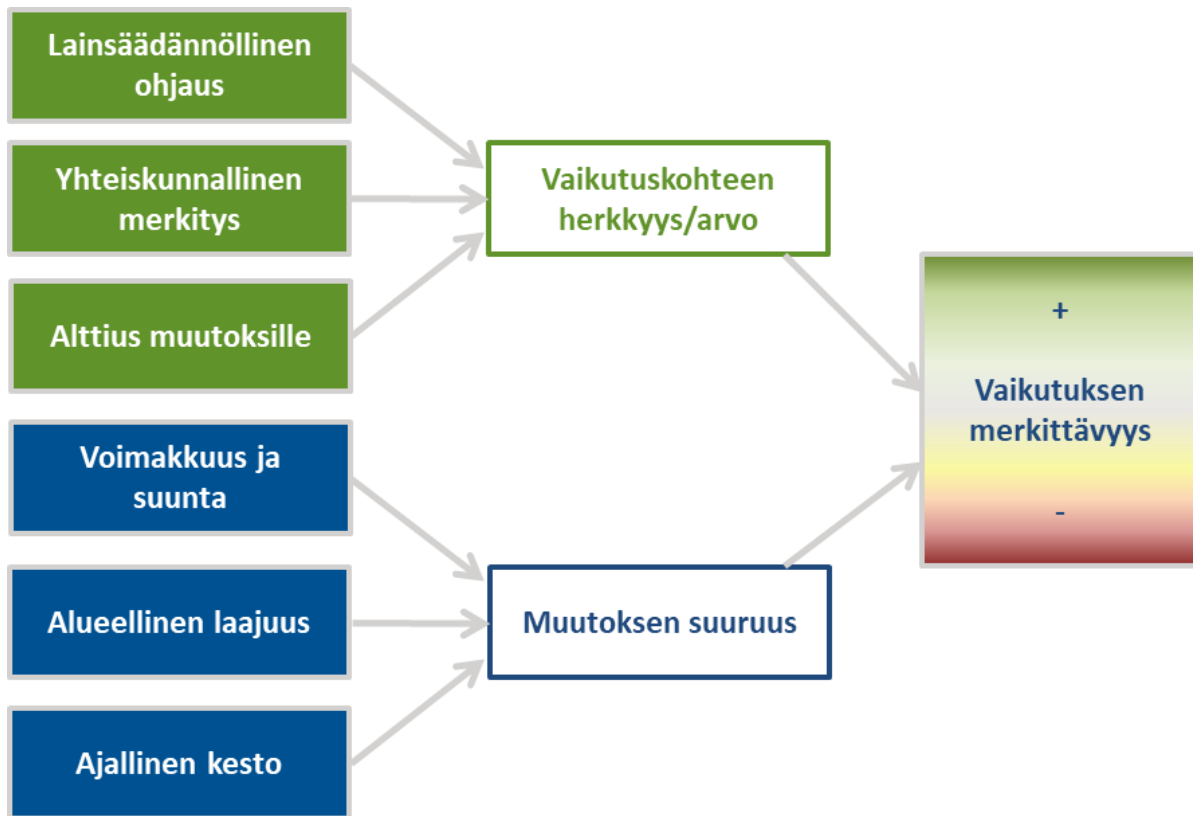 Lainsäädännöllinen
ohjaus
Yhteiskunnallinen
merkitys
Alttius muutoksille
Voimakkuus ja
suunta
Alueellinen laajuus
Ajallinen kesto
Vaikutuskohteen
herkkyys/arvo
Muutoksen suuruus
+
Vaikutuksen
merkittävyys
-